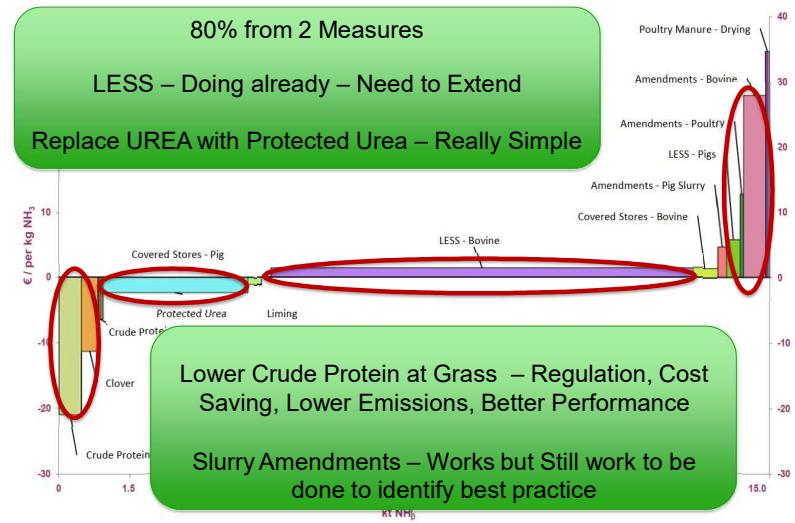 80% from 2 Measures
LESS – Doing already – Need to Extend
Replace UREA with Protected Urea – Really Simple
Poultry Manure - Drying
Amendments - Bovine
Amendments - Poultry
LESS - Pigs
Amendments - Pig Slurry
Covered Stores - Bovine
LESS - Bovine
Covered Stores - Pig
Protected Urea
Liming
Crude Protein
Clover
Crude Protein
Lower Crude Protein at Grass – Regulation, Cost
Saving, Lower Emissions, Better Performance
Slurry Amendments – Works but Still work to be
done to identify best practice
€ / per kg NH3
10
0
-10
-20
-30
40
30
20
10
0
-10
-20
-30
0
1.5
15.0
kt NH3